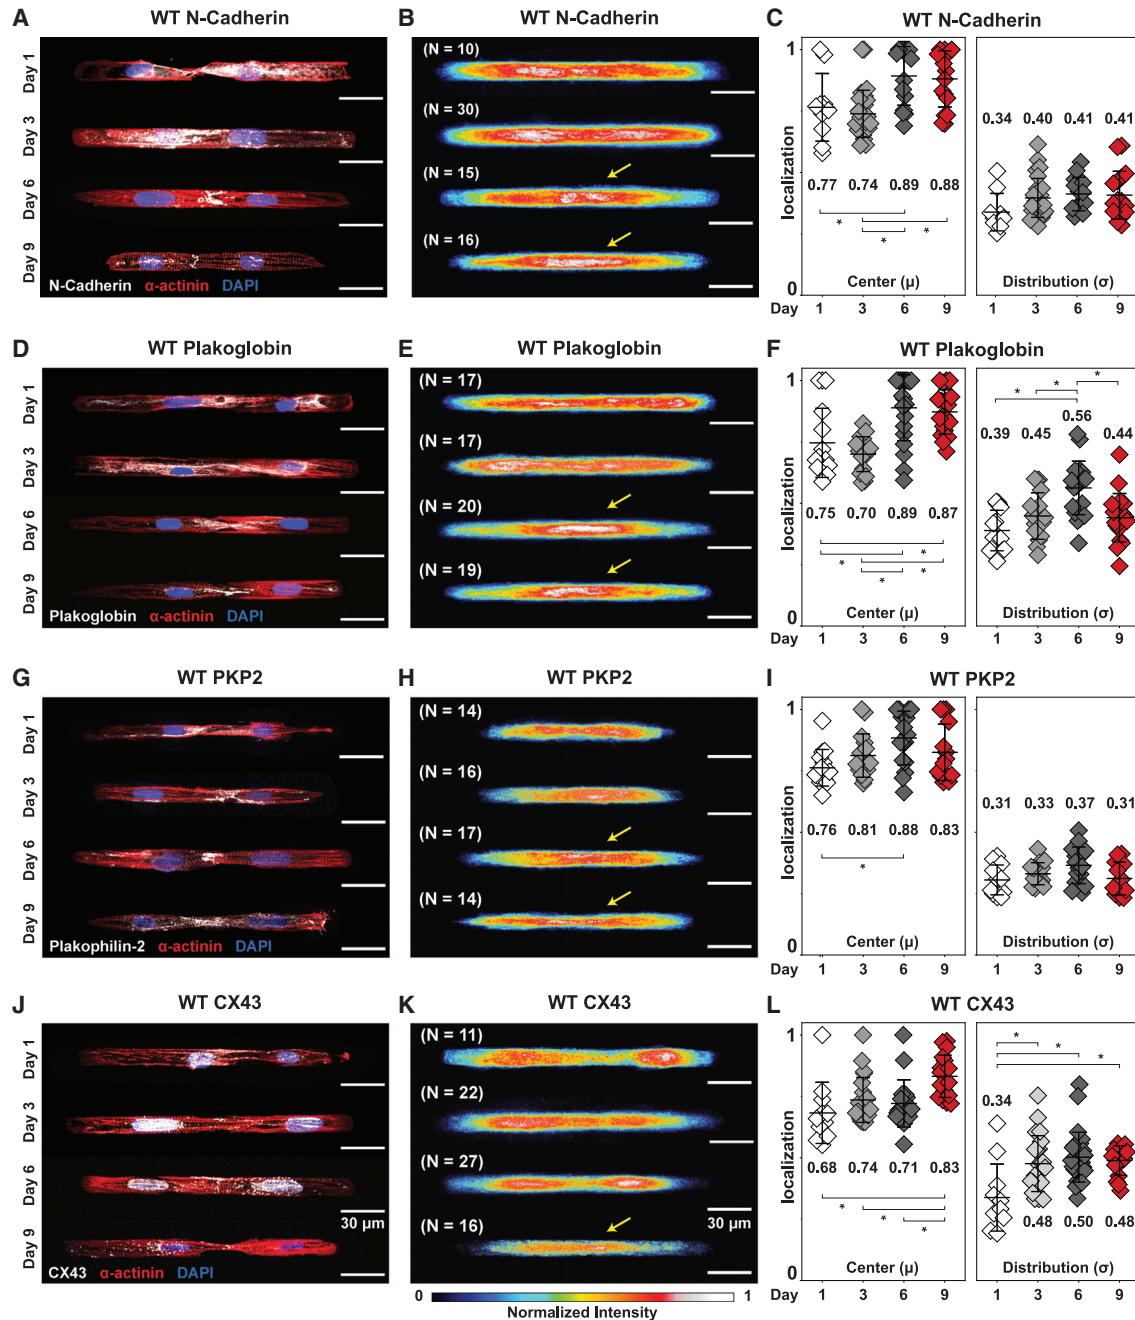 A
WT N-Cadherin
Day 1
Day 3
Day 6
Day 9
N-Cadherin α-actinin DAPI
B
WT N-Cadherin
(N = 10)
(N = 30)
(N = 15)
(N = 16)
C
WT N-Cadherin
localization
1
0
0.77 0.74 0.89 0.88
*
* *
Center (µ)
0.34 0.40 0.41 0.41
Distribution (σ)
Day 1 3 6 9 1 3 6 9
D
WT Plakoglobin
Day 1
Day 3
Day 6
Day 9
Plakoglobin α-actinin DAPI
E
WT Plakoglobin
(N = 17)
(N = 17)
(N = 20)
(N = 19)
F
WT Plakoglobin
localization
1
0
0.75 0.70 0.89 0.87
* *
* *
Center (µ)
* * *
0.39 0.45 0.56 0.44
Distribution (σ)
Day 1 3 6 9 1 3 6 9
G
WT PKP2
Day 1
Day 3
Day 6
Day 9
Plakophilin-2 α-actinin DAPI
H
WT PKP2
(N = 14)
(N = 16)
(N = 17)
(N = 14)
I
WT PKP2
localization
1
0
0.76 0.81 0.88 0.83
*
Center (µ)
0.31 0.33 0.37 0.31
Distribution (σ)
Day 1 3 6 9 1 3 6 9
J
WT CX43
Day 1
Day 3
Day 6
Day 9
30 µm
CX43 α-actinin DAPI
K
WT CX43
(N = 11)
(N = 22)
(N = 27)
(N = 16)
30 µm
0 1
Normalized Intensity
L
WT CX43
localization
1
0
0.68 0.74 0.71 0.83
*
*
*
Center (µ)
*
*
*
0.34
0.48 0.50 0.48
Distribution (σ)
Day 1 3 6 9 1 3 6 9